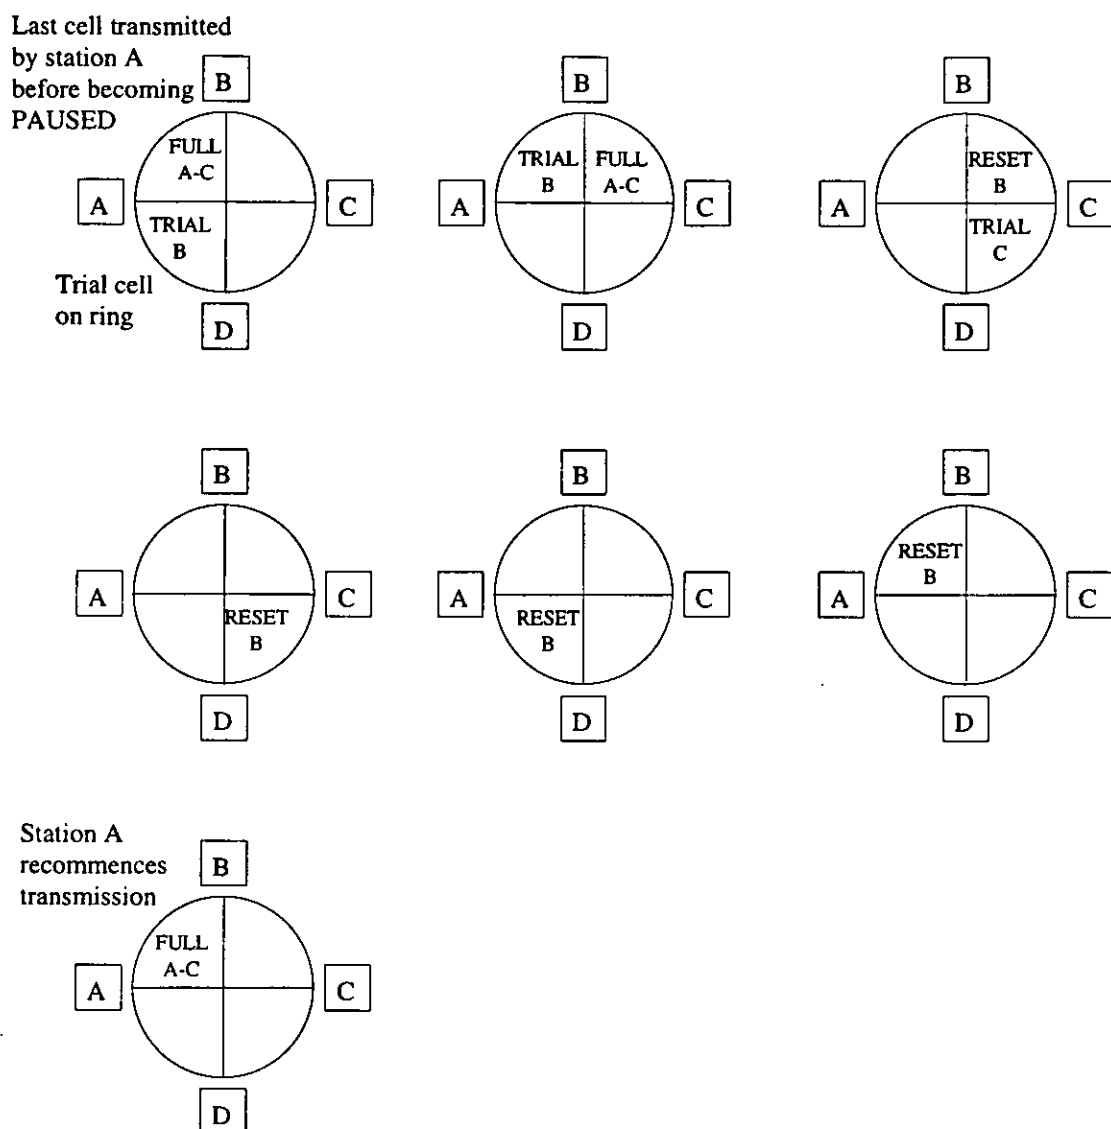 Last cell transmitted
by station A
before becoming
PAUSED
B
FULL
A-C
A
C
TRIAL
B
Trial cell
on ring
D
B
TRIAL
B
FULL
A-C
A
C
D
B
RESET
B
A
C
TRIAL
C
D
B
A
C
RESET
B
D
B
A
C
RESET
B
D
B
RESET
B
A
C
D
Station A
recommences
transmission
B
FULL
A-C
A
C
D